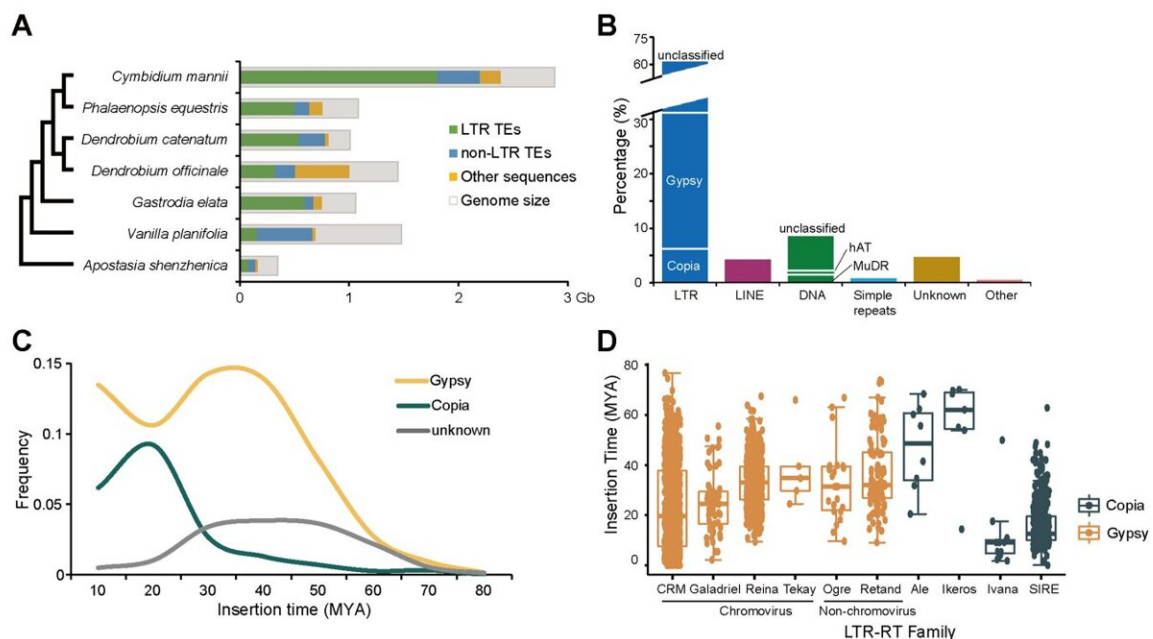 A
Cymbidium mannii
Phalaenopsis equestris
Dendrobium catenatum
Dendrobium officinale
Gastrodia elata
Vanilla planifolia
Apostasia shenzhenica
LTR TEs
non-LTR TEs
Other sequences
Genome size
0 1 2 3 Gb
B
75
60
30
20
10
0
Percentage (%)
unclassified
Gypsy
Copia
unclassified
hAT
MuDR
LTR LINE DNA Simple repeats Unknown Other
C
0.15
0.1
0.05
0
Frequency
Gypsy
Copia
unknown
10 20 30 40 50 60 70 80
Insertion time (MYA)
D
80
60
40
20
0
Insertion Time (MYA)
CRM Galadriel Reina Tekay Ogre Retand Ale Ikeros Ivana SIRE
Chromovirus Non-chromovirus
LTR-RT Family
Copia
Gypsy